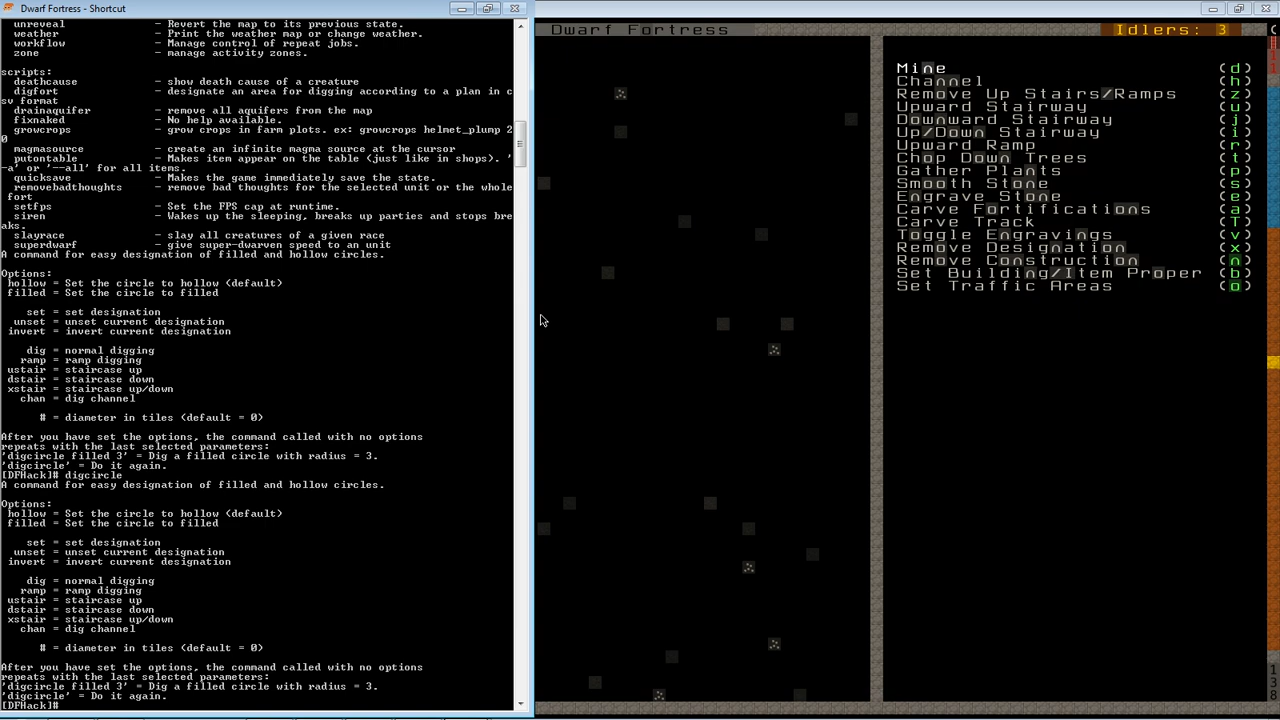 Dwarf Fortress - Shortcut
unreveal - Revert the map to its previous state.
weather - Print the weather map or change weather.
workflow - Manage control of repeat jobs.
zone - manage activity zones.
scripts:
deathcause - show death cause of a creature
digfort - designate an area for digging according to a plan in c
sv format
drainaquifer - remove all aquifers from the map
fixnaked - No help available.
growcrops - grow crops in farm plots. ex: growcrops helmet_plump 2
0
magmasource - create an infinite magma source at the cursor
putontable - Makes item appear on the table (just like in shops). '
-a' or '--all' for all items.
quicksave - Makes the game immediately save the state.
removebadthoughts - remove bad thoughts for the selected unit or the whole
fort
setfps - Set the FPS cap at runtime.
siren - Wakes up the sleeping, breaks up parties and stops bre
aks.
slayrace - slay all creatures of a given race
superdwarf - give super-dwarven speed to an unit
A command for easy designation of filled and hollow circles.
Options:
hollow = Set the circle to hollow (default)
filled = Set the circle to filled
set = set designation
unset = unset current designation
invert = invert current designation
dig = normal digging
ramp = ramp digging
ustair = staircase up
dstair = staircase down
xstair = staircase up/down
chan = dig channel
# = diameter in tiles (default = 0)
After you have set the options, the command called with no options
repeats with the last selected parameters:
'digcircle filled 3' = Dig a filled circle with radius = 3.
'digcircle' = Do it again.
[DFHack]# digcircle
A command for easy designation of filled and hollow circles.
Options:
hollow = Set the circle to hollow (default)
filled = Set the circle to filled
set = set designation
unset = unset current designation
invert = invert current designation
dig = normal digging
ramp = ramp digging
ustair = staircase up
dstair = staircase down
xstair = staircase up/down
chan = dig channel
# = diameter in tiles (default = 0)
After you have set the options, the command called with no options
repeats with the last selected parameters:
'digcircle filled 3' = Dig a filled circle with radius = 3.
'digcircle' = Do it again.
[DFHack]#
Dwarf Fortress Idlers: 3
Mine (d)
Channel (h)
Remove Up Stairs/Ramps (z)
Upward Stairway (u)
Downward Stairway (j)
Up/Down Stairway (i)
Upward Ramp (r)
Chop Down Trees (t)
Gather Plants (p)
Smooth Stone (s)
Engrave Stone (e)
Carve Fortifications (a)
Carve Track (T)
Toggle Engravings (v)
Remove Designation (x)
Remove Construction (n)
Set Building/Item Proper (b)
Set Traffic Areas (o)
1
3
8